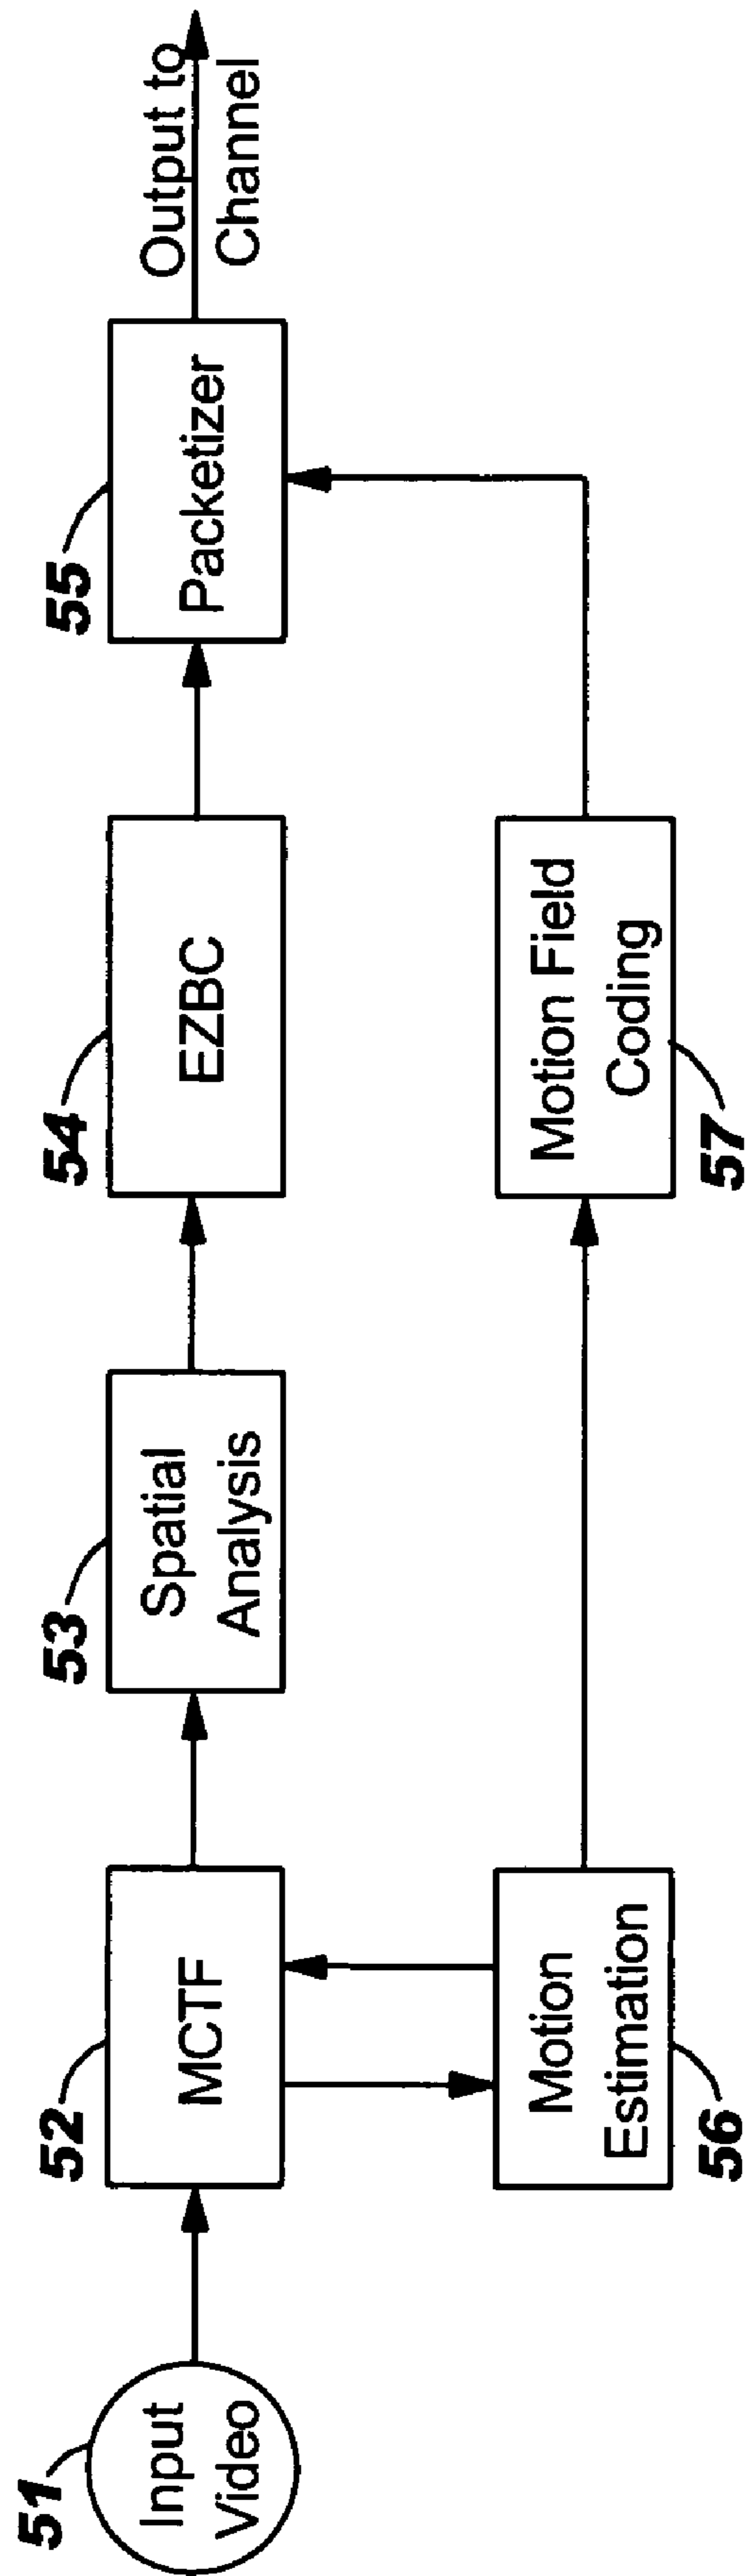 51
Input
Video
52
MCTF
53
Spatial
Analysis
54
EZBC
55
Packetizer
Output to
Channel
Motion
Estimation
56
Motion Field
Coding
57